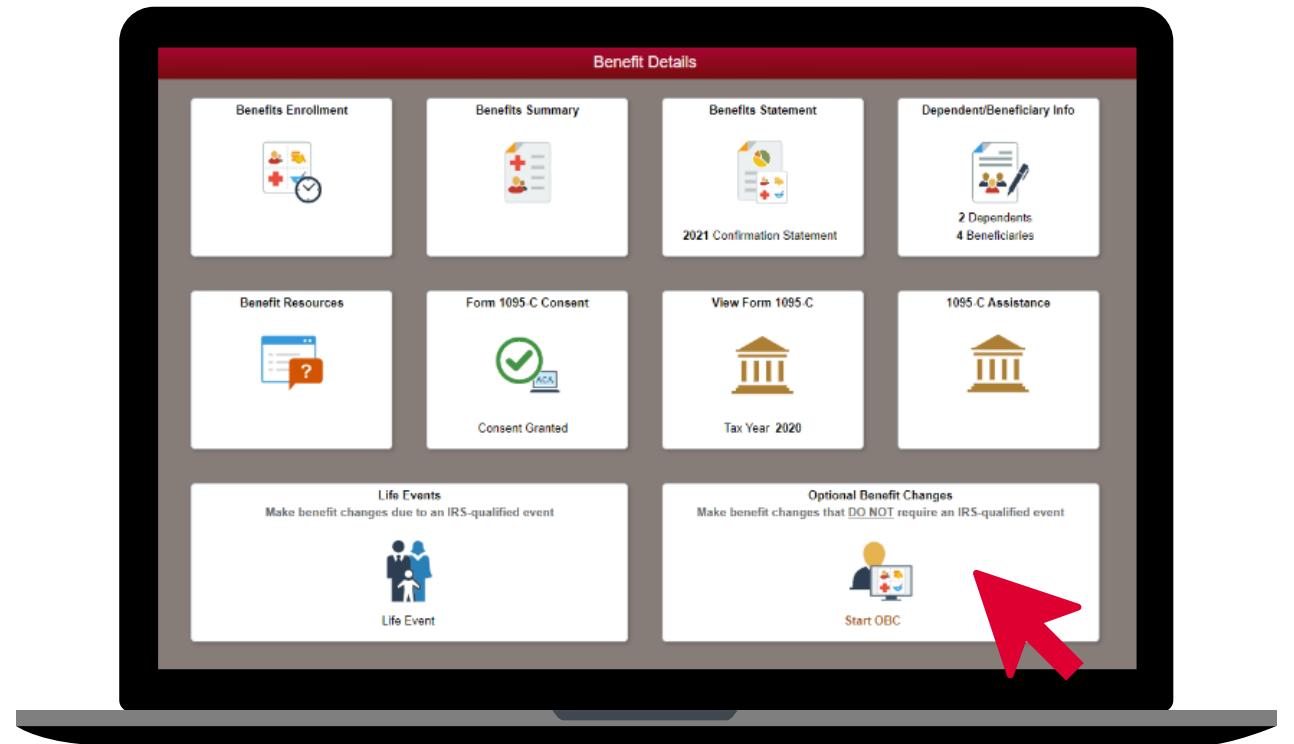 Benefit Details
Benefits Enrollment
Benefits Summary
Benefits Statement
2021 Confirmation Statement
Dependent/Beneficiary Info
2 Dependents
4 Beneficiaries
Benefit Resources
?
Form 1095-C Consent
ACA
Consent Granted
View Form 1095-C
Tax Year 2020
1095-C Assistance
Life Events
Make benefit changes due to an IRS-qualified event
Life Event
Optional Benefit Changes
Make benefit changes that DO NOT require an IRS-qualified event
Start OBC